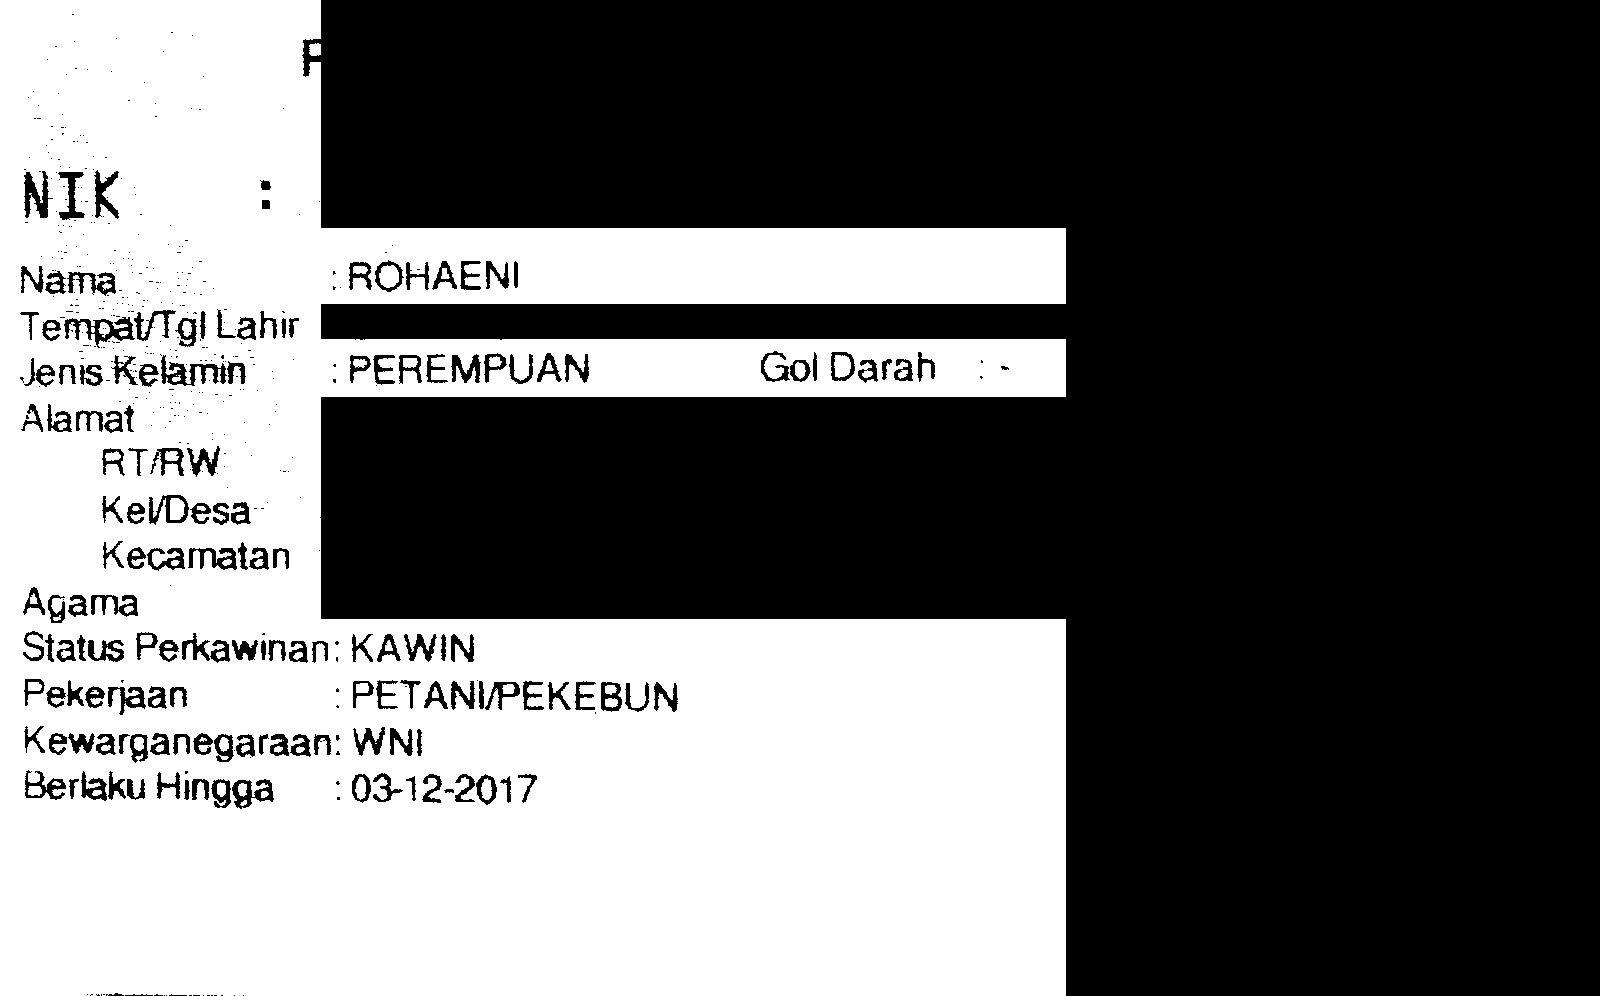 NIK :
Nama : ROHAENI
Tempat/Tgl Lahir
Jenis Kelamin : PEREMPUAN Gol Darah : -
Alamat
RT/RW
Kel/Desa
Kecamatan
Agama
Status Perkawinan: KAWIN
Pekerjaan : PETANI/PEKEBUN
Kewarganegaraan: WNI
Berlaku Hingga : 03-12-2017